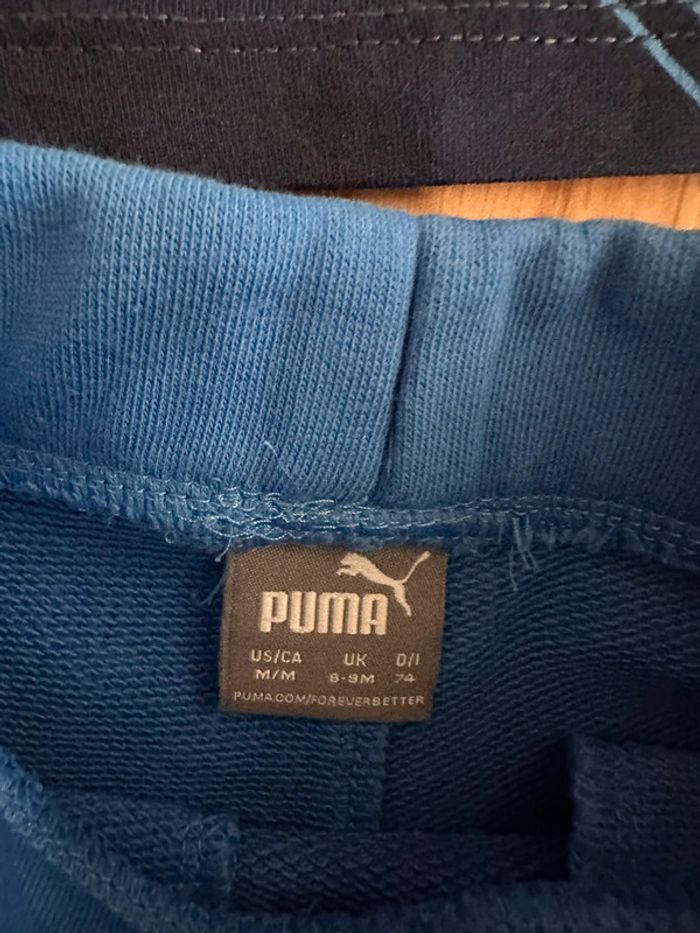 PUMA
US/CA UK D/I
M/M 6-9M 74
PUMA.COM/FOREVERBETTER